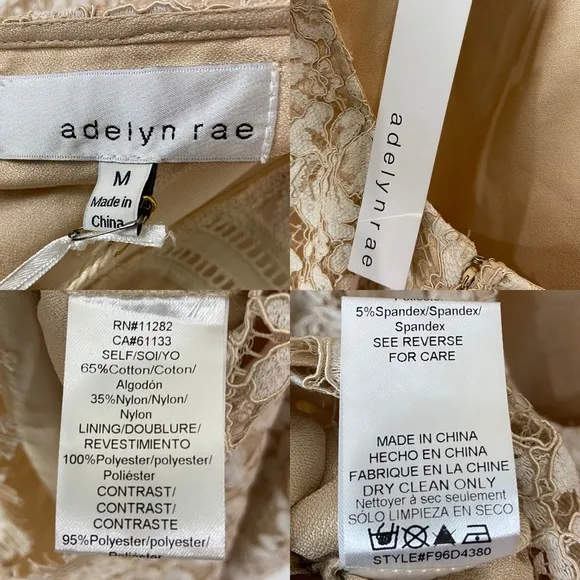 adelyn rae
M
Made in
China
adelyn rae
RN#11282
CA#61133
SELF/SOI/YO
65%Cotton/Coton/
Algodón
35%Nylon/Nylon/
Nylon
LINING/DOUBLURE/
REVESTIMENTO
100%Polyester/polyester/
Poliéster
CONTRAST/
CONTRAST/
CONTRASTE
95%Polyester/polyester/
Poliéster
5%Spandex/Spandex/
Spandex
SEE REVERSE
FOR CARE
MADE IN CHINA
HECHO EN CHINA
FABRIQUE EN LA CHINE
DRY CLEAN ONLY
Nettoyer à sec seulement
SÓLO LIMPIEZA EN SECO
STYLE#F96D4380